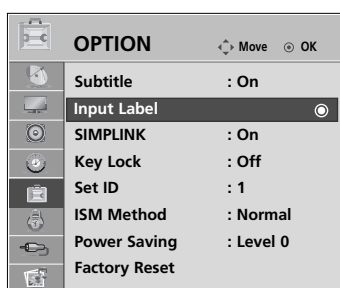 OPTION Move OK
Subtitle : On
Input Label
SIMPLINK : On
Key Lock : Off
Set ID : 1
ISM Method : Normal
Power Saving : Level 0
Factory Reset